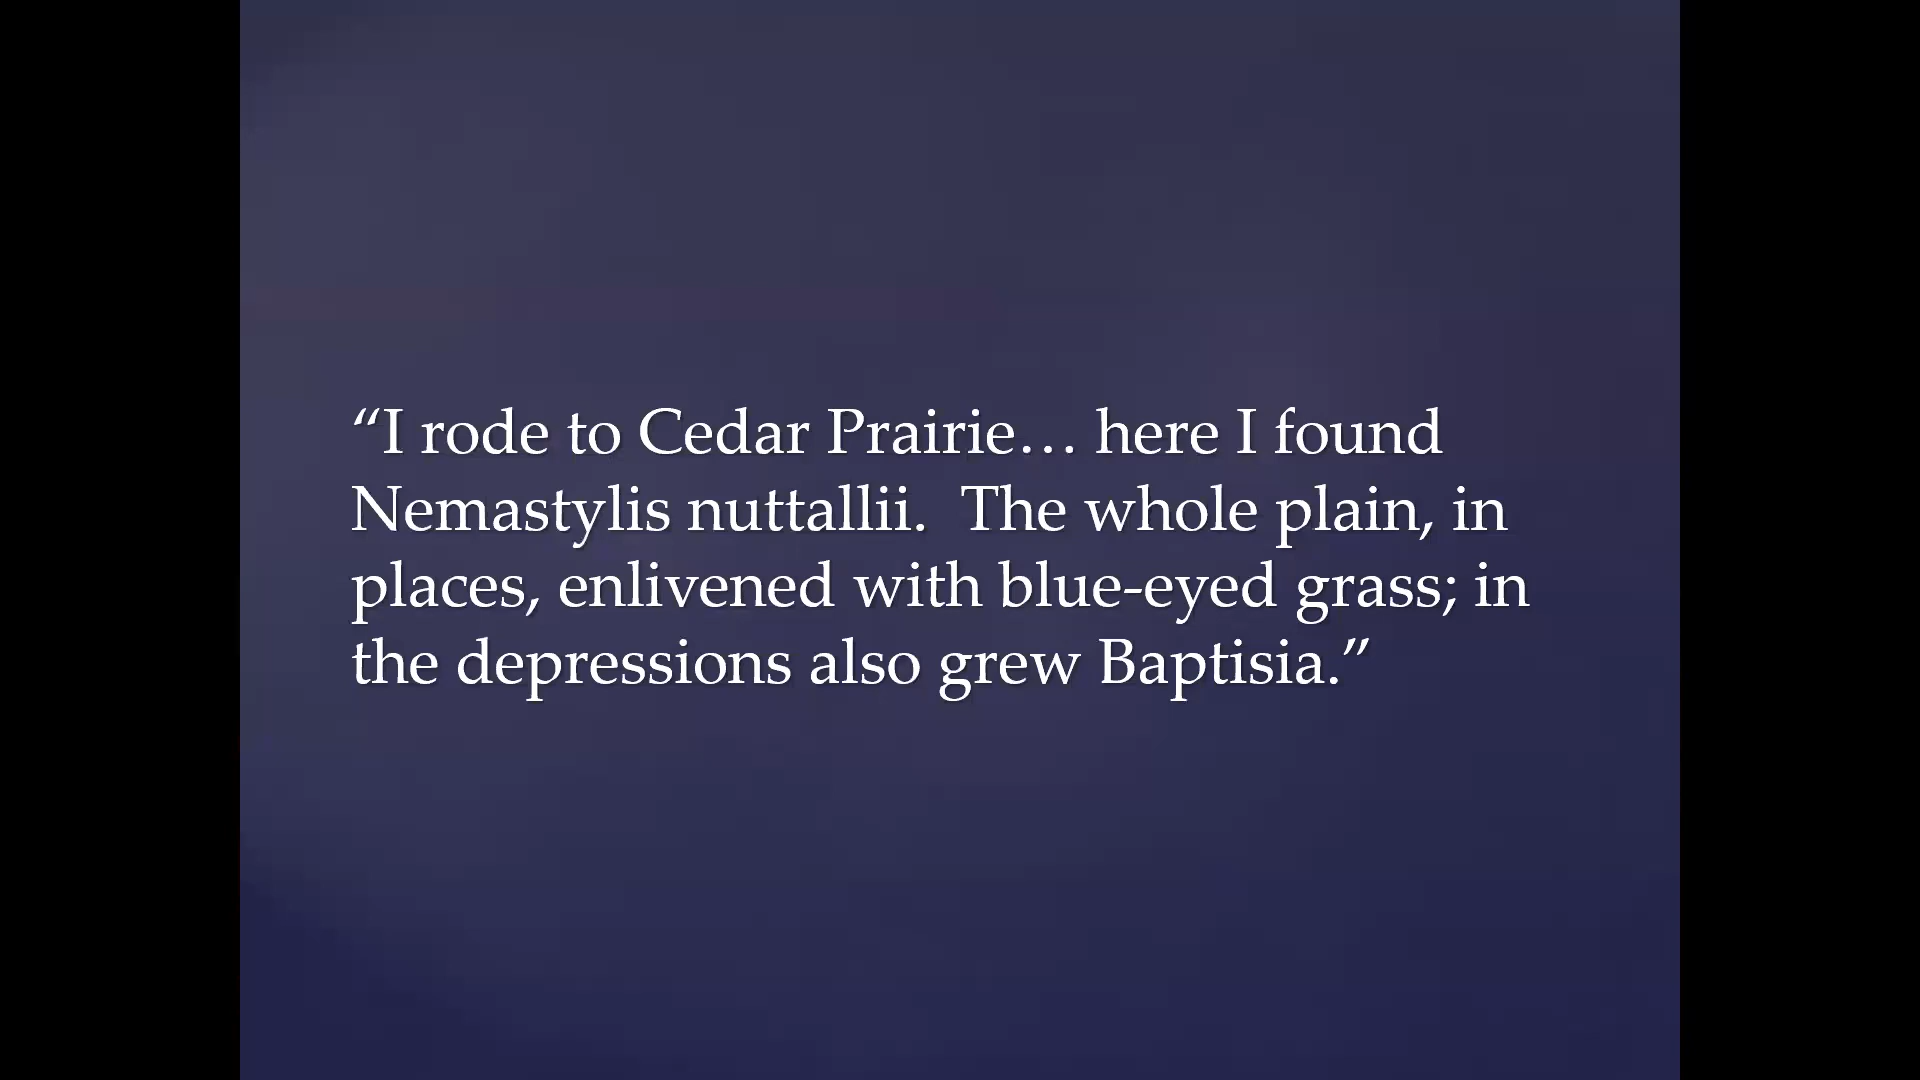 “I rode to Cedar Prairie… here I found
Nemastylis nuttallii.  The whole plain, in
places, enlivened with blue-eyed grass; in
the depressions also grew Baptisia.”